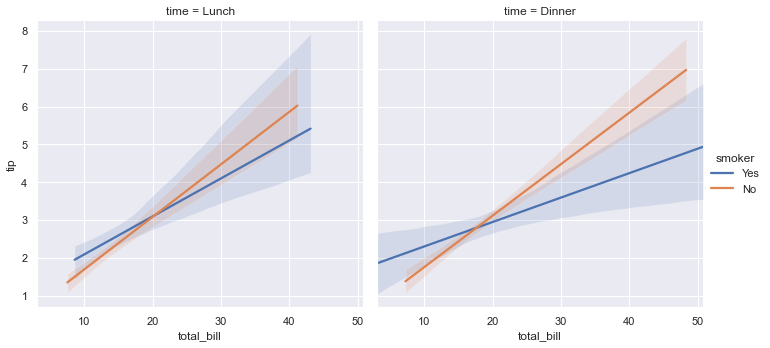 time = Lunch
time = Dinner
8
7
6
5
4
3
2
1
tip
10
20
30
40
50
10
20
30
40
50
total_bill
total_bill
smoker
Yes
No